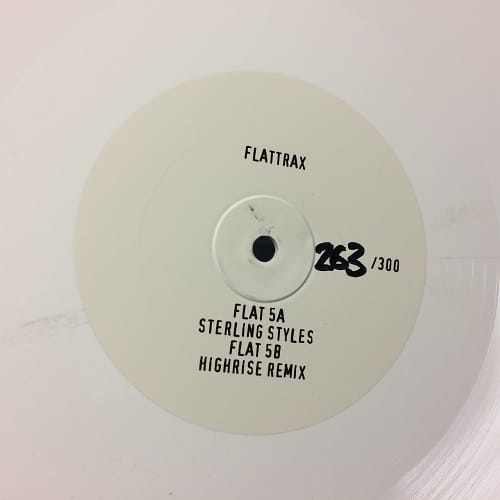 FLATTRAX
263/300
FLAT 5A
STERLING STYLES
FLAT 5B
HIGHRISE REMIX